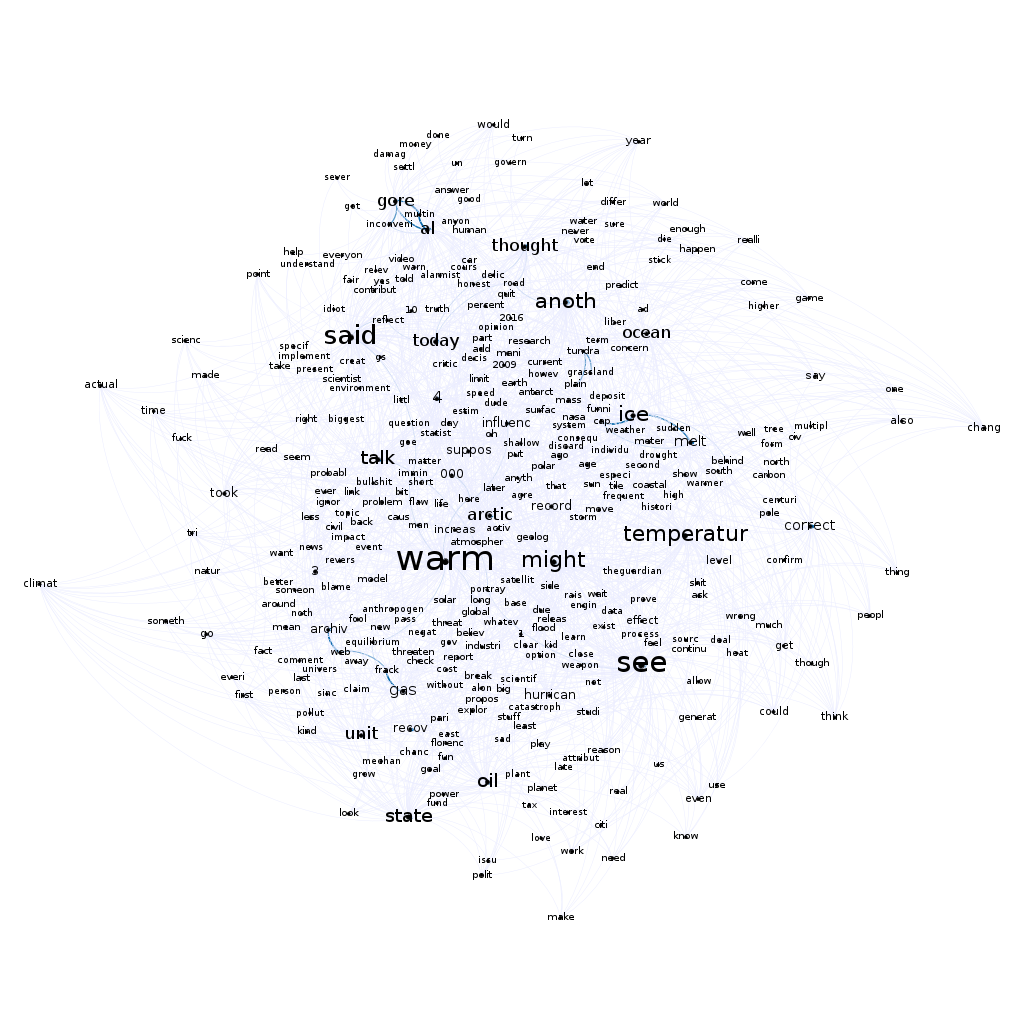 would
done
turn
money
year
damag
settl
un
govern
sever
let
answer
gore
good
differ
world
get
multin
inconveni
al
anyon
human
water
sure
never
enough
vote
die
realli
thought
happen
help
everyon
understand
video
car
stick
relev
warn
cours
end
point
fair
yes
told
alarmist
honest
delic
road
predict
come
contribut
quit
anoth
higher
game
idiot
10
truth
percent
ad
reflect
2016
liber
said
today
opinion
ocean
scienc
specif
part
research
term
concern
implement
gs
add
mani
tundra
take
present
creat
critic
decis
2009
current
grassland
made
scientist
limit
howev
plain
say
actual
environment
earth
antarct
one
littl
4
speed
dude
mass
deposit
time
estim
surfac
funni
ice
right
biggest
question
day
influenc
nasa
cap
also
chang
fuck
statist
oh
system
weather
sudden
well
tree
multipl
gop
shallow
consequ
meter
melt
form
read
suppos
put
discard
individu
drought
seem
talk
matter
ago
behind
north
probabl
immin
000
polar
age
second
show
south
carbon
bullshit
short
anyth
especi
warmer
took
ever
link
bit
later
that
sun
tile
coastal
ignor
problem
flaw
life
here
agre
frequent
high
centuri
less
topic
caus
arctic
record
move
histori
pole
civil
back
man
storm
correct
tri
impact
increas
activ
temperatur
news
event
atmospher
geolog
want
revers
warm
might
level
confirm
climat
natur
3
theguardian
thing
better
model
satellit
shit
someon
blame
portray
side
ask
around
solar
long
rais
wait
prove
noth
anthropogen
base
engin
data
wrong
peopl
someth
fool
pass
global
due
releas
exist
effect
much
mean
archiv
new
threat
whatev
flood
process
go
negat
believ
1
learn
feel
sourc
deal
equilibrium
gov
industri
clear
kid
continu
get
fact
web
threaten
option
close
heat
comment
away
check
report
see
though
univers
frack
cost
weapon
everi
last
break
scientif
not
allow
first
person
sinc
claim
gas
without
alon
big
hurrican
propos
catastroph
could
think
pollut
explor
stuff
studi
generat
kind
unit
recov
pari
least
east
sad
florenc
play
reason
chanc
fun
attribut
mechan
goal
late
us
grow
oil
plant
power
planet
real
use
fund
tax
even
look
state
interest
citi
love
know
work
issu
need
polit
make